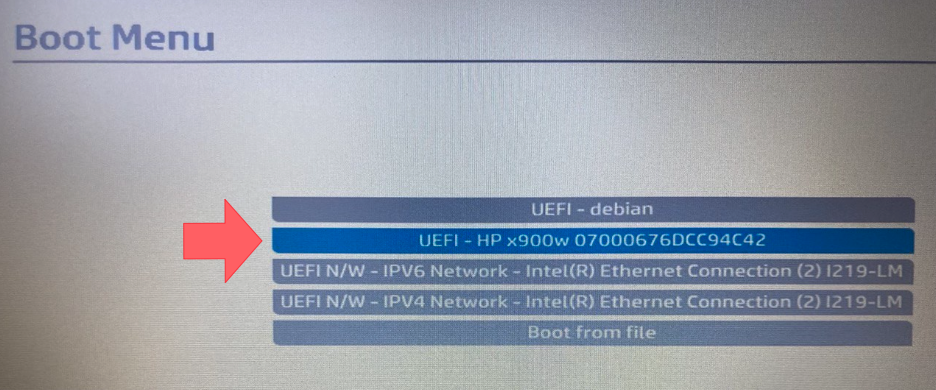 Boot Menu
UEFI - debian
UEFI - HP x900w 07000676DCC94C42
UEFI N/W - IPV6 Network - Intel(R) Ethernet Connection (2) I219-LM
UEFI N/W - IPV4 Network - Intel(R) Ethernet Connection (2) I219-LM
Boot from file